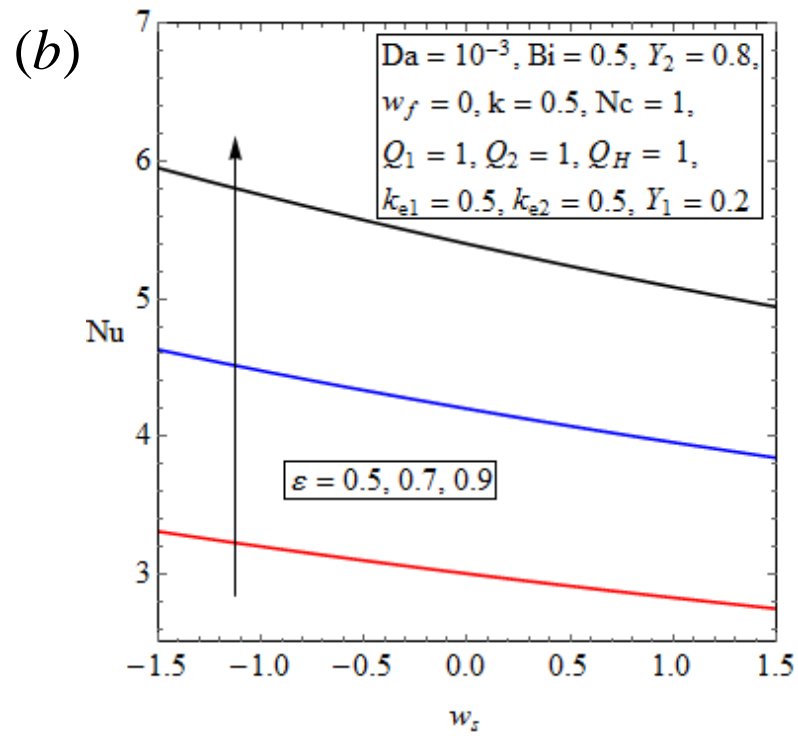 (b)
7
6
5
4
3
Nu
Da = 10⁻³, Bi = 0.5, Y₂ = 0.8,
w_f = 0, k = 0.5, Nc = 1,
Q₁ = 1, Q₂ = 1, Q_H = 1,
k_e1 = 0.5, k_e2 = 0.5, Y₁ = 0.2
ε = 0.5, 0.7, 0.9
−1.5 −1.0 −0.5 0.0 0.5 1.0 1.5
w_s